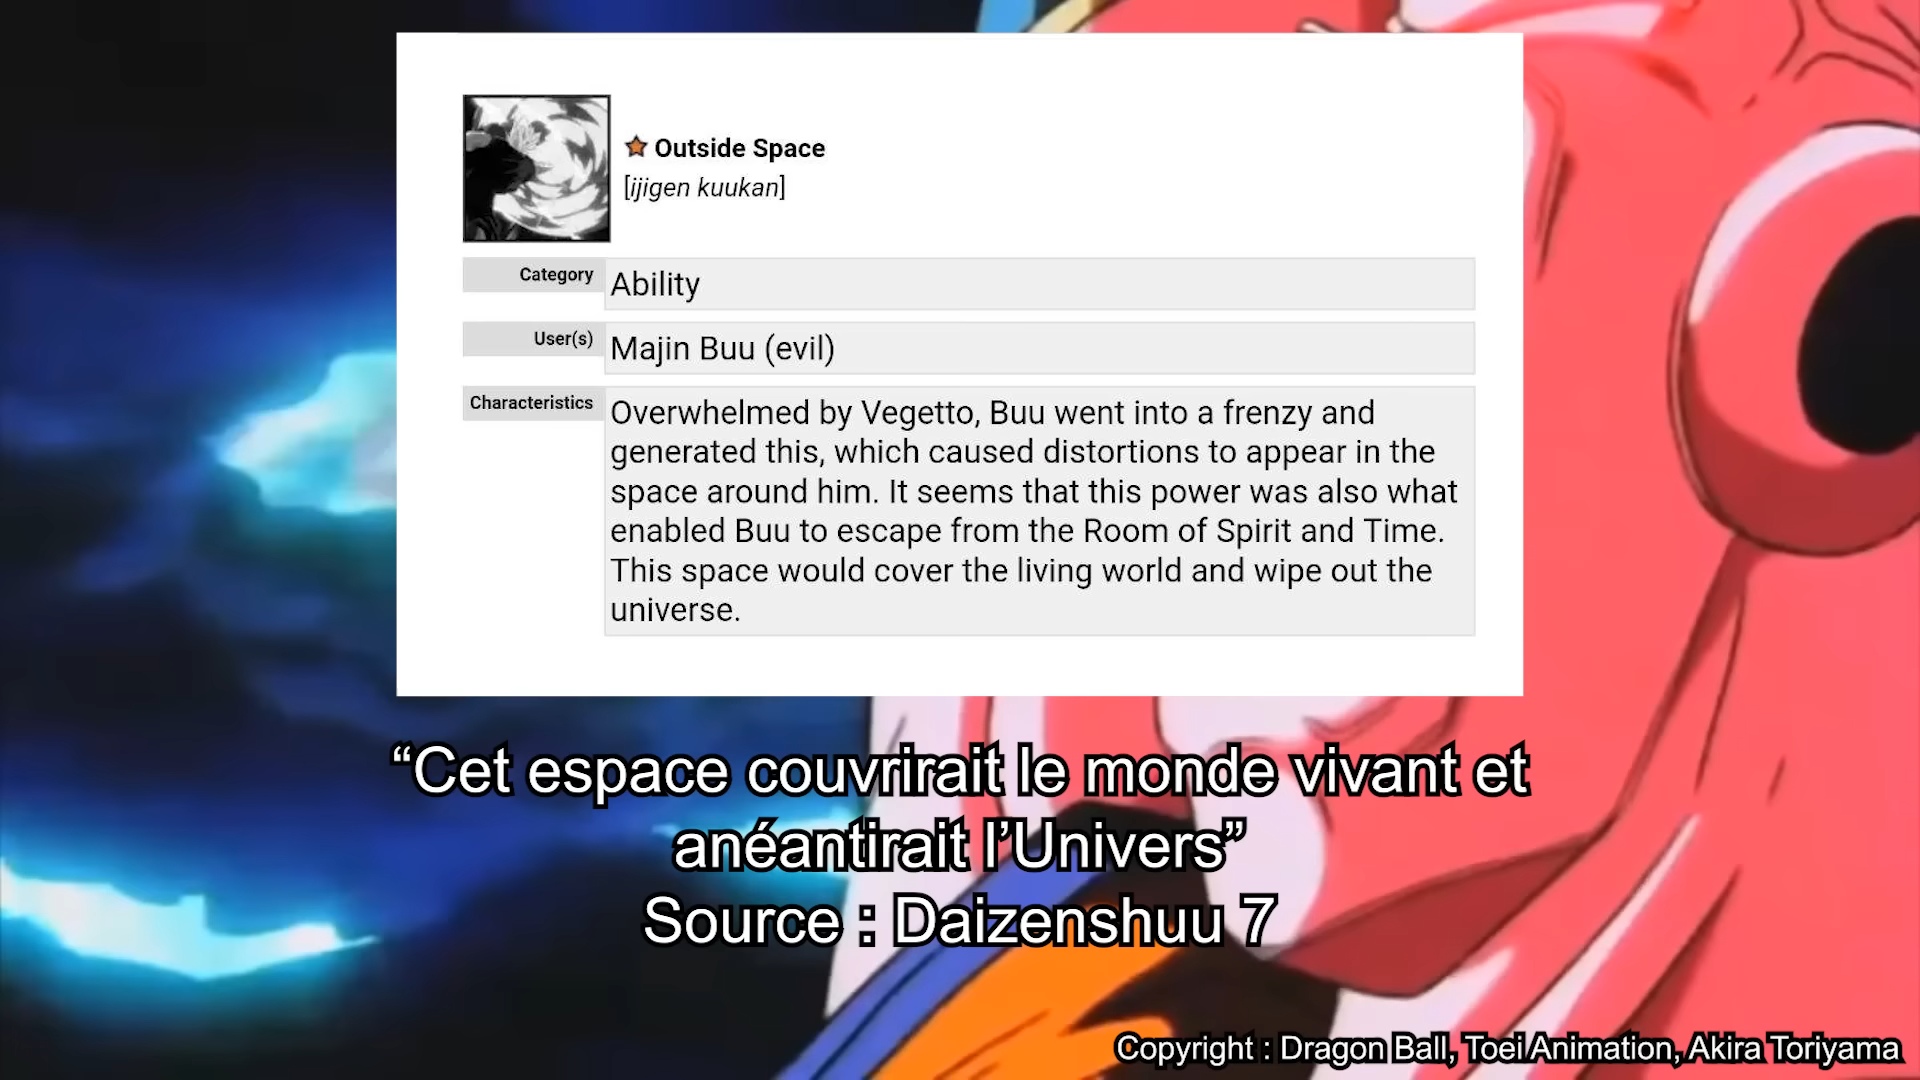 Outside Space
[ijigen kuukan]
Category
Ability
User(s)
Majin Buu (evil)
Characteristics
Overwhelmed by Vegetto, Buu went into a frenzy and
generated this, which caused distortions to appear in the
space around him. It seems that this power was also what
enabled Buu to escape from the Room of Spirit and Time.
This space would cover the living world and wipe out the
universe.
“Cet espace couvrirait le monde vivant et
anéantirait l’Univers”
Source : Daizenshuu 7
Copyright : Dragon Ball, Toei Animation, Akira Toriyama